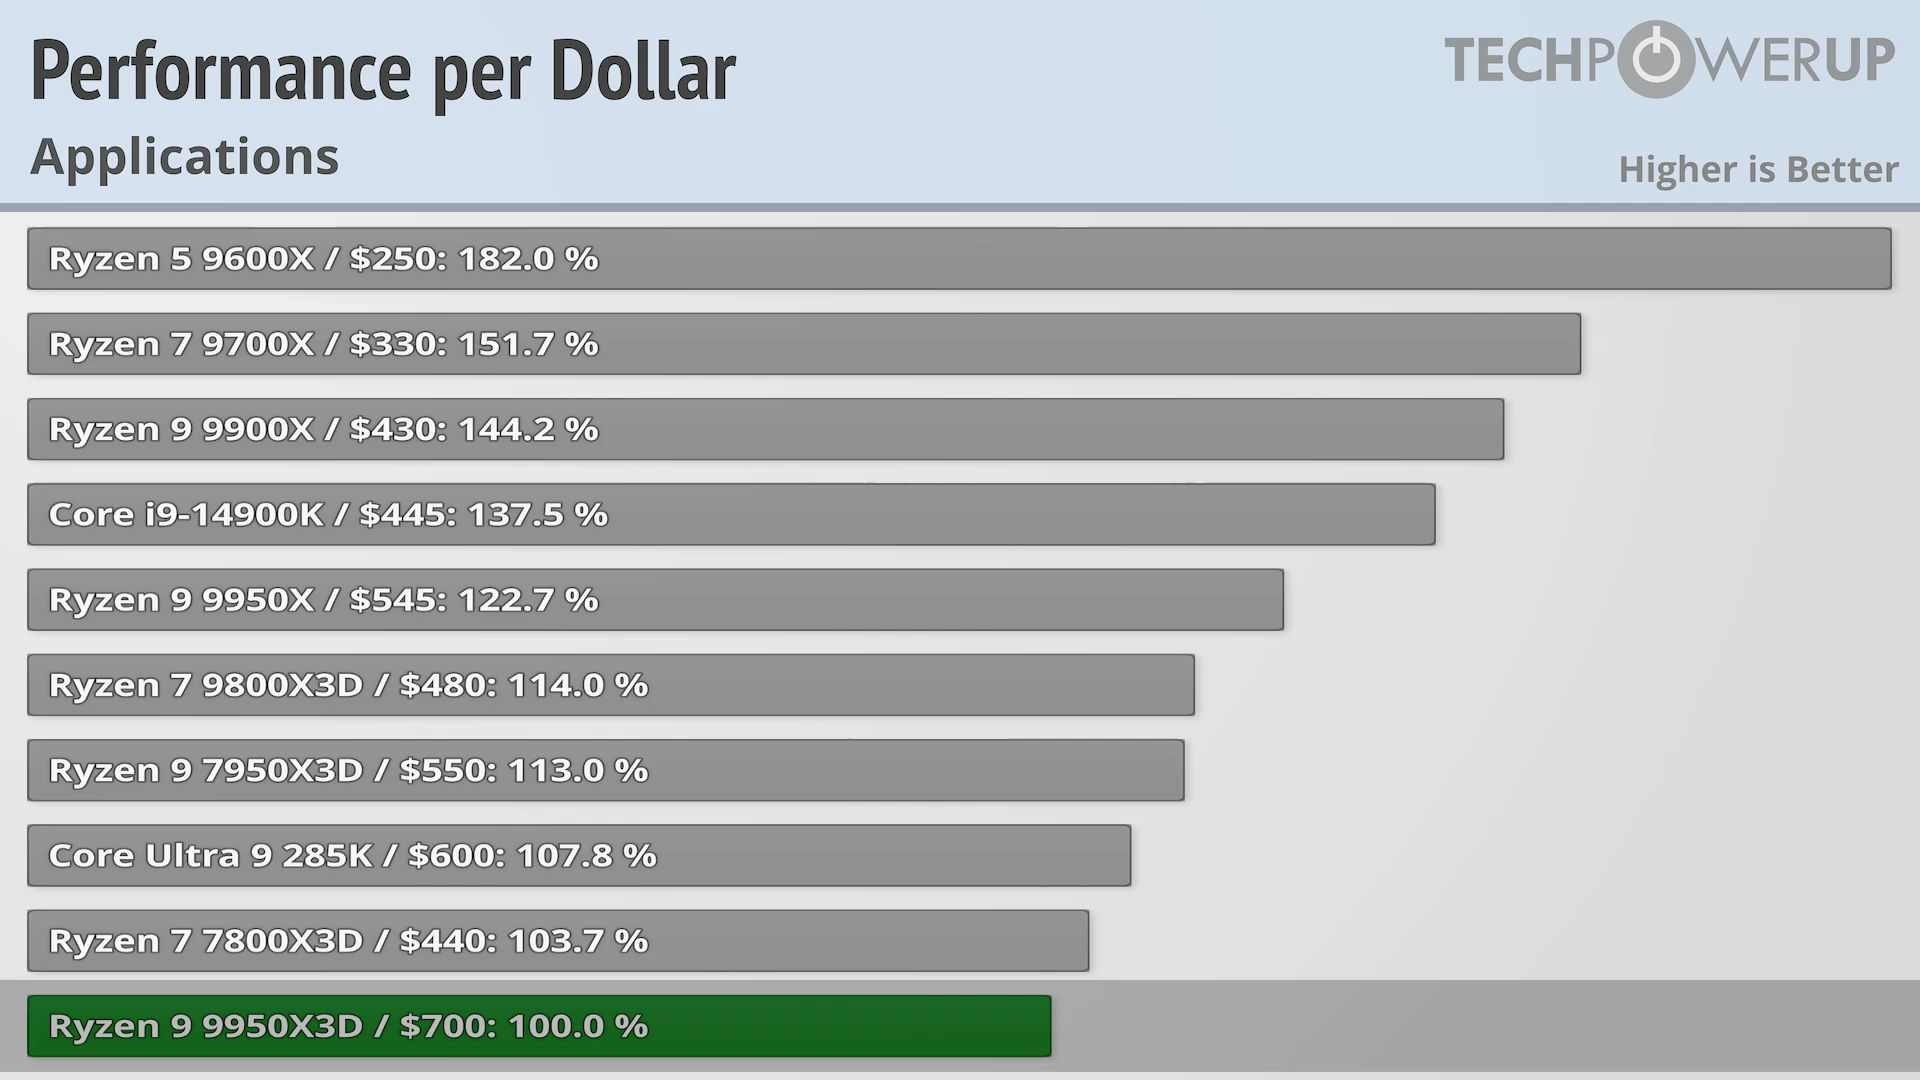 Performance per Dollar
TECHPOWERUP
Applications
Higher is Better
Ryzen 5 9600X / $250: 182.0 %
Ryzen 7 9700X / $330: 151.7 %
Ryzen 9 9900X / $430: 144.2 %
Core i9-14900K / $445: 137.5 %
Ryzen 9 9950X / $545: 122.7 %
Ryzen 7 9800X3D / $480: 114.0 %
Ryzen 9 7950X3D / $550: 113.0 %
Core Ultra 9 285K / $600: 107.8 %
Ryzen 7 7800X3D / $440: 103.7 %
Ryzen 9 9950X3D / $700: 100.0 %